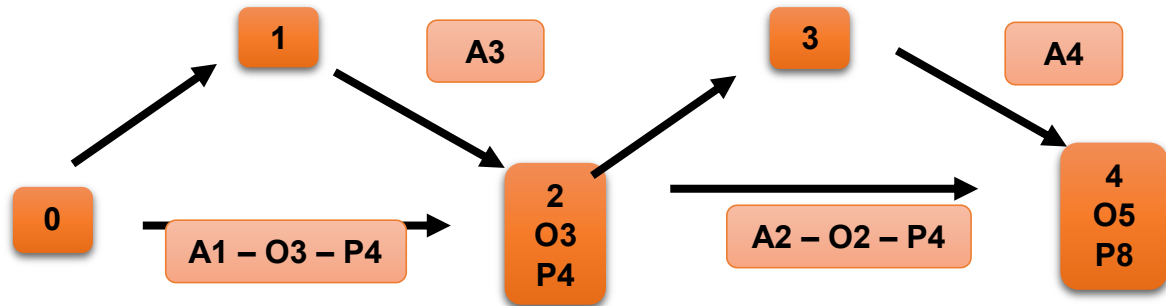 1
A3
3
A4
0
A1 – O3 – P4
2
O3
P4
A2 – O2 – P4
4
O5
P8